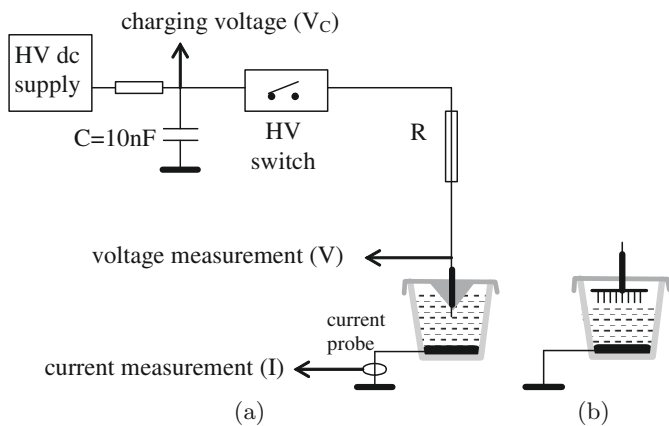 charging voltage (V_C)
HV dc
supply
C=10nF
HV
switch
R
voltage measurement (V)
current
probe
current measurement (I)
(a)
(b)